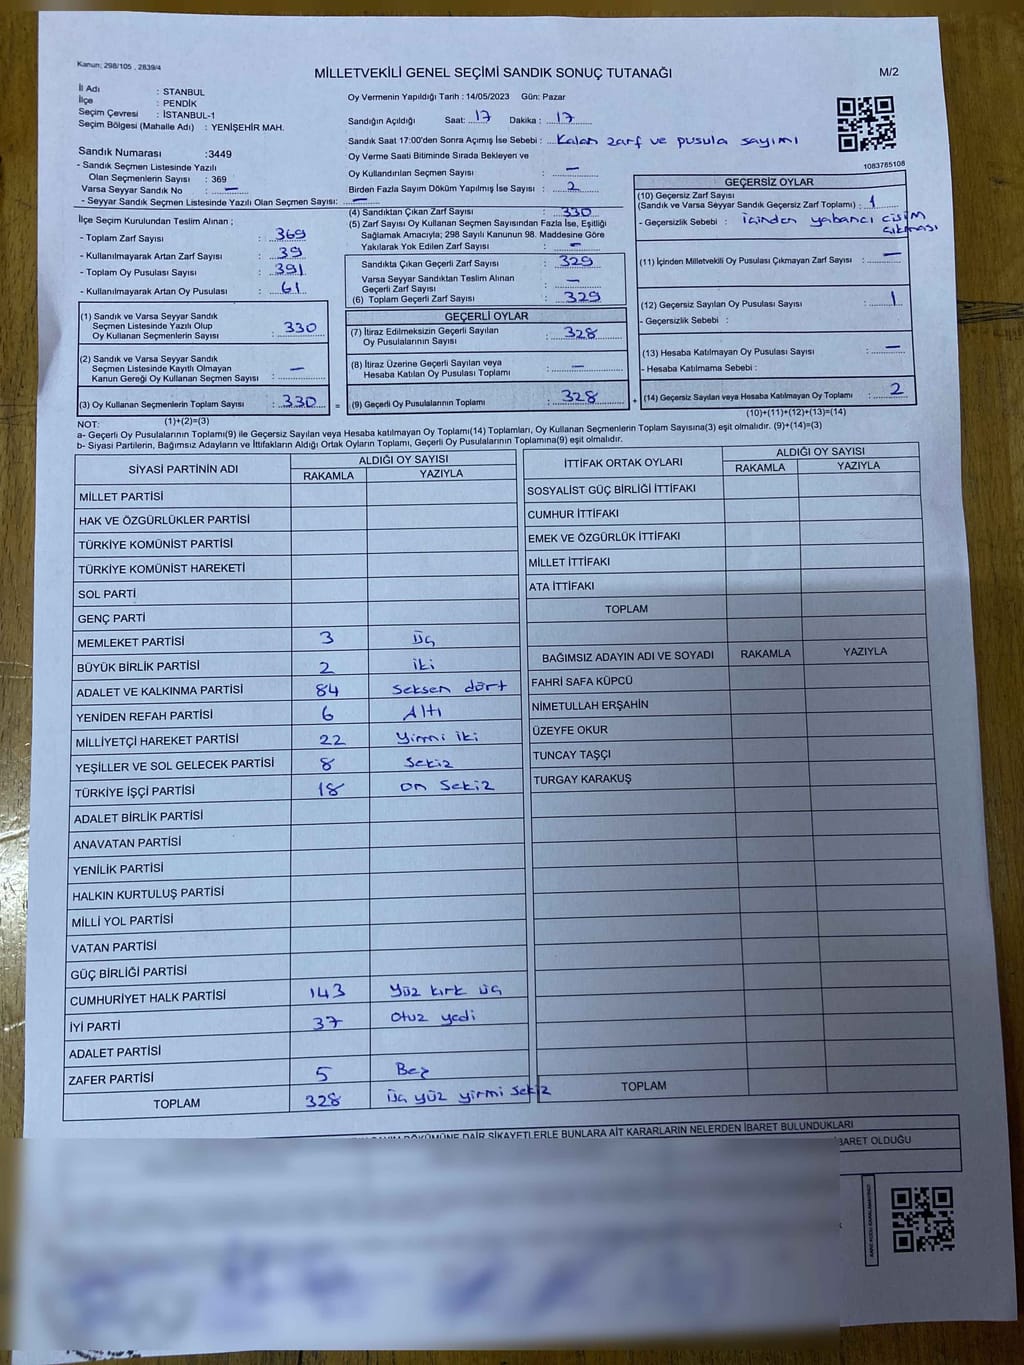 Kanun; 298/105 , 2839/4
MİLLETVEKİLİ GENEL SEÇİMİ SANDIK SONUÇ TUTANAĞI
M/2
İl Adı : STANBUL
İlçe : PENDİK
Seçim Çevresi : İSTANBUL-1
Seçim Bölgesi (Mahalle Adı) : YENİŞEHİR MAH.
Oy Vermenin Yapıldığı Tarih : 14/05/2023 Gün: Pazar
Sandığın Açıldığı Saat: 17 Dakika : 17
Sandık Saat 17:00'den Sonra Açımış İse Sebebi : Kalan zarf ve pusula sayımı
Oy Verme Saati Bitiminde Sırada Bekleyen ve
Oy Kullandırılan Seçmen Sayısı : —
Birden Fazla Sayım Döküm Yapılmış İse Sayısı : 2
1083765108
Sandık Numarası :3449
- Sandık Seçmen Listesinde Yazılı
Olan Seçmenlerin Sayısı : 369
Varsa Seyyar Sandık No : —
- Seyyar Sandık Seçmen Listesinde Yazılı Olan Seçmen Sayısı: —
İlçe Seçim Kurulundan Teslim Alınan ;
- Toplam Zarf Sayısı : 369
- Kullanılmayarak Artan Zarf Sayısı : 39
- Toplam Oy Pusulası Sayısı : 391
- Kullanılmayarak Artan Oy Pusulası : 61
(1) Sandık ve Varsa Seyyar Sandık
Seçmen Listesinde Yazılı Olup
Oy Kullanan Seçmenlerin Sayısı : 330
(2) Sandık ve Varsa Seyyar Sandık
Seçmen Listesinde Kayıtlı Olmayan
Kanun Gereği Oy Kullanan Seçmen Sayısı : —
(3) Oy Kullanan Seçmenlerin Toplam Sayısı : 330
(1)+(2)=(3)
(4) Sandıktan Çıkan Zarf Sayısı : 330
(5) Zarf Sayısı Oy Kullanan Seçmen Sayısından Fazla İse, Eşitliği
Sağlamak Amacıyla; 298 Sayılı Kanunun 98. Maddesine Göre
Yakılarak Yok Edilen Zarf Sayısı : —
Sandıkta Çıkan Geçerli Zarf Sayısı : 329
Varsa Seyyar Sandıktan Teslim Alınan
Geçerli Zarf Sayısı : —
(6) Toplam Geçerli Zarf Sayısı : 329
GEÇERLİ OYLAR
(7) İtiraz Edilmeksizin Geçerli Sayılan
Oy Pusulalarının Sayısı : 328
(8) İtiraz Üzerine Geçerli Sayılan veya
Hesaba Katılan Oy Pusulası Toplamı : —
= (9) Geçerli Oy Pusulalarının Toplamı : 328
GEÇERSİZ OYLAR
(10) Geçersiz Zarf Sayısı
(Sandık ve Varsa Seyyar Sandık Geçersiz Zarf Toplamı) : 1
- Geçersizlik Sebebi : İçinden yabancı cisim
çıkması
(11) İçinden Milletvekili Oy Pusulası Çıkmayan Zarf Sayısı : —
(12) Geçersiz Sayılan Oy Pusulası Sayısı : 1
- Geçersizlik Sebebi :
(13) Hesaba Katılmayan Oy Pusulası Sayısı : —
- Hesaba Katılmama Sebebi :
+ (14) Geçersiz Sayılan veya Hesaba Katılmayan Oy Toplamı : 2
(10)+(11)+(12)+(13)=(14)
NOT:
a- Geçerli Oy Pusulalarının Toplamı(9) ile Geçersiz Sayılan veya Hesaba katılmayan Oy Toplamı(14) Toplamları, Oy Kullanan Seçmenlerin Toplam Sayısına(3) eşit olmalıdır. (9)+(14)=(3)
b- Siyasi Partilerin, Bağımsız Adayların ve İttifakların Aldığı Ortak Oyların Toplamı, Geçerli Oy Pusulalarının Toplamına(9) eşit olmalıdır.
SİYASİ PARTİNİN ADI ALDIĞI OY SAYISI
RAKAMLA YAZIYLA
MİLLET PARTİSİ
HAK VE ÖZGÜRLÜKLER PARTİSİ
TÜRKİYE KOMÜNİST PARTİSİ
TÜRKİYE KOMÜNİST HAREKETİ
SOL PARTİ
GENÇ PARTİ
MEMLEKET PARTİSİ 3 Üç
BÜYÜK BİRLİK PARTİSİ 2 iki
ADALET VE KALKINMA PARTİSİ 84 Seksen dört
YENİDEN REFAH PARTİSİ 6 Altı
MİLLİYETÇİ HAREKET PARTİSİ 22 Yirmi iki
YEŞİLLER VE SOL GELECEK PARTİSİ 8 Sekiz
TÜRKİYE İŞÇİ PARTİSİ 18 on sekiz
ADALET BİRLİK PARTİSİ
ANAVATAN PARTİSİ
YENİLİK PARTİSİ
HALKIN KURTULUŞ PARTİSİ
MİLLİ YOL PARTİSİ
VATAN PARTİSİ
GÜÇ BİRLİĞİ PARTİSİ
CUMHURİYET HALK PARTİSİ 143 Yüz kırk üç
İYİ PARTİ 37 Otuz yedi
ADALET PARTİSİ
ZAFER PARTİSİ 5 Beş
TOPLAM 328 Üç yüz yirmi sekiz
İTTİFAK ORTAK OYLARI ALDIĞI OY SAYISI
RAKAMLA YAZIYLA
SOSYALİST GÜÇ BİRLİĞİ İTTİFAKI
CUMHUR İTTİFAKI
EMEK VE ÖZGÜRLÜK İTTİFAKI
MİLLET İTTİFAKI
ATA İTTİFAKI
TOPLAM
BAĞIMSIZ ADAYIN ADI VE SOYADI RAKAMLA YAZIYLA
FAHRİ SAFA KÜPCÜ
NİMETULLAH ERŞAHİN
ÜZEYFE OKUR
TUNCAY TAŞÇI
TURGAY KARAKUŞ
TOPLAM
DÖKÜMÜNE DAİR ŞİKAYETLERLE BUNLARA AİT KARARLARIN NELERDEN İBARET BULUNDUKLARI
İBARET OLDUĞU